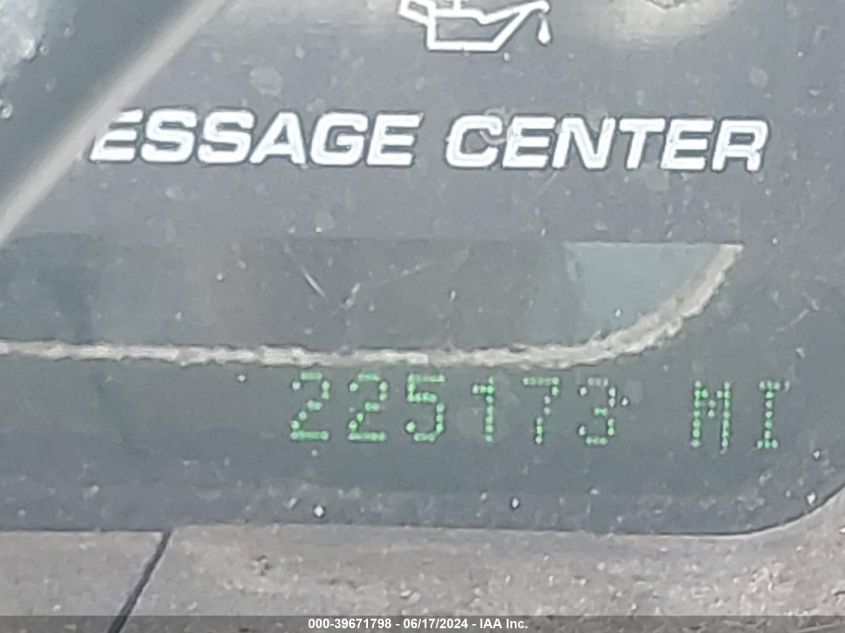 ESSAGE CENTER
225173 MI
000-39671798 - 06/17/2024 - IAA Inc.